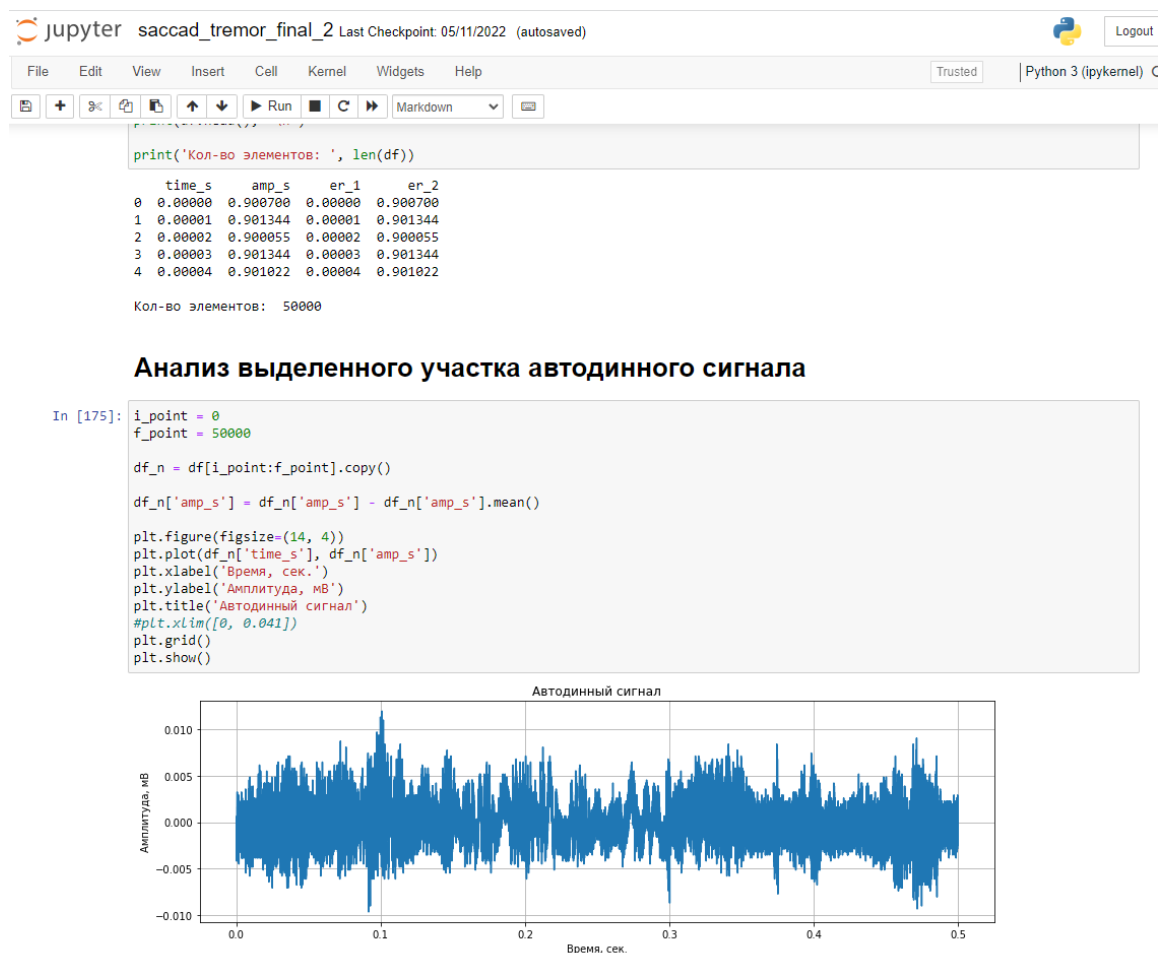 jupyter saccad_tremor_final_2 Last Checkpoint: 05/11/2022 (autosaved)
Logout
File Edit View Insert Cell Kernel Widgets Help
Trusted
Python 3 (ipykernel)
Run
Markdown
print('Кол-во элементов: ', len(df))
time_s amp_s er_1 er_2
0 0.00000 0.900700 0.00000 0.900700
1 0.00001 0.901344 0.00001 0.901344
2 0.00002 0.900055 0.00002 0.900055
3 0.00003 0.901344 0.00003 0.901344
4 0.00004 0.901022 0.00004 0.901022
Кол-во элементов: 50000
Анализ выделенного участка автодинного сигнала
In [175]:
i_point = 0
f_point = 50000
df_n = df[i_point:f_point].copy()
df_n['amp_s'] = df_n['amp_s'] - df_n['amp_s'].mean()
plt.figure(figsize=(14, 4))
plt.plot(df_n['time_s'], df_n['amp_s'])
plt.xlabel('Время, сек.')
plt.ylabel('Амплитуда, мВ')
plt.title('Автодинный сигнал')
#plt.xlim([0, 0.041])
plt.grid()
plt.show()
Автодинный сигнал
Амплитуда, мВ
0.010
0.005
0.000
−0.005
−0.010
0.0 0.1 0.2 0.3 0.4 0.5
Время, сек.